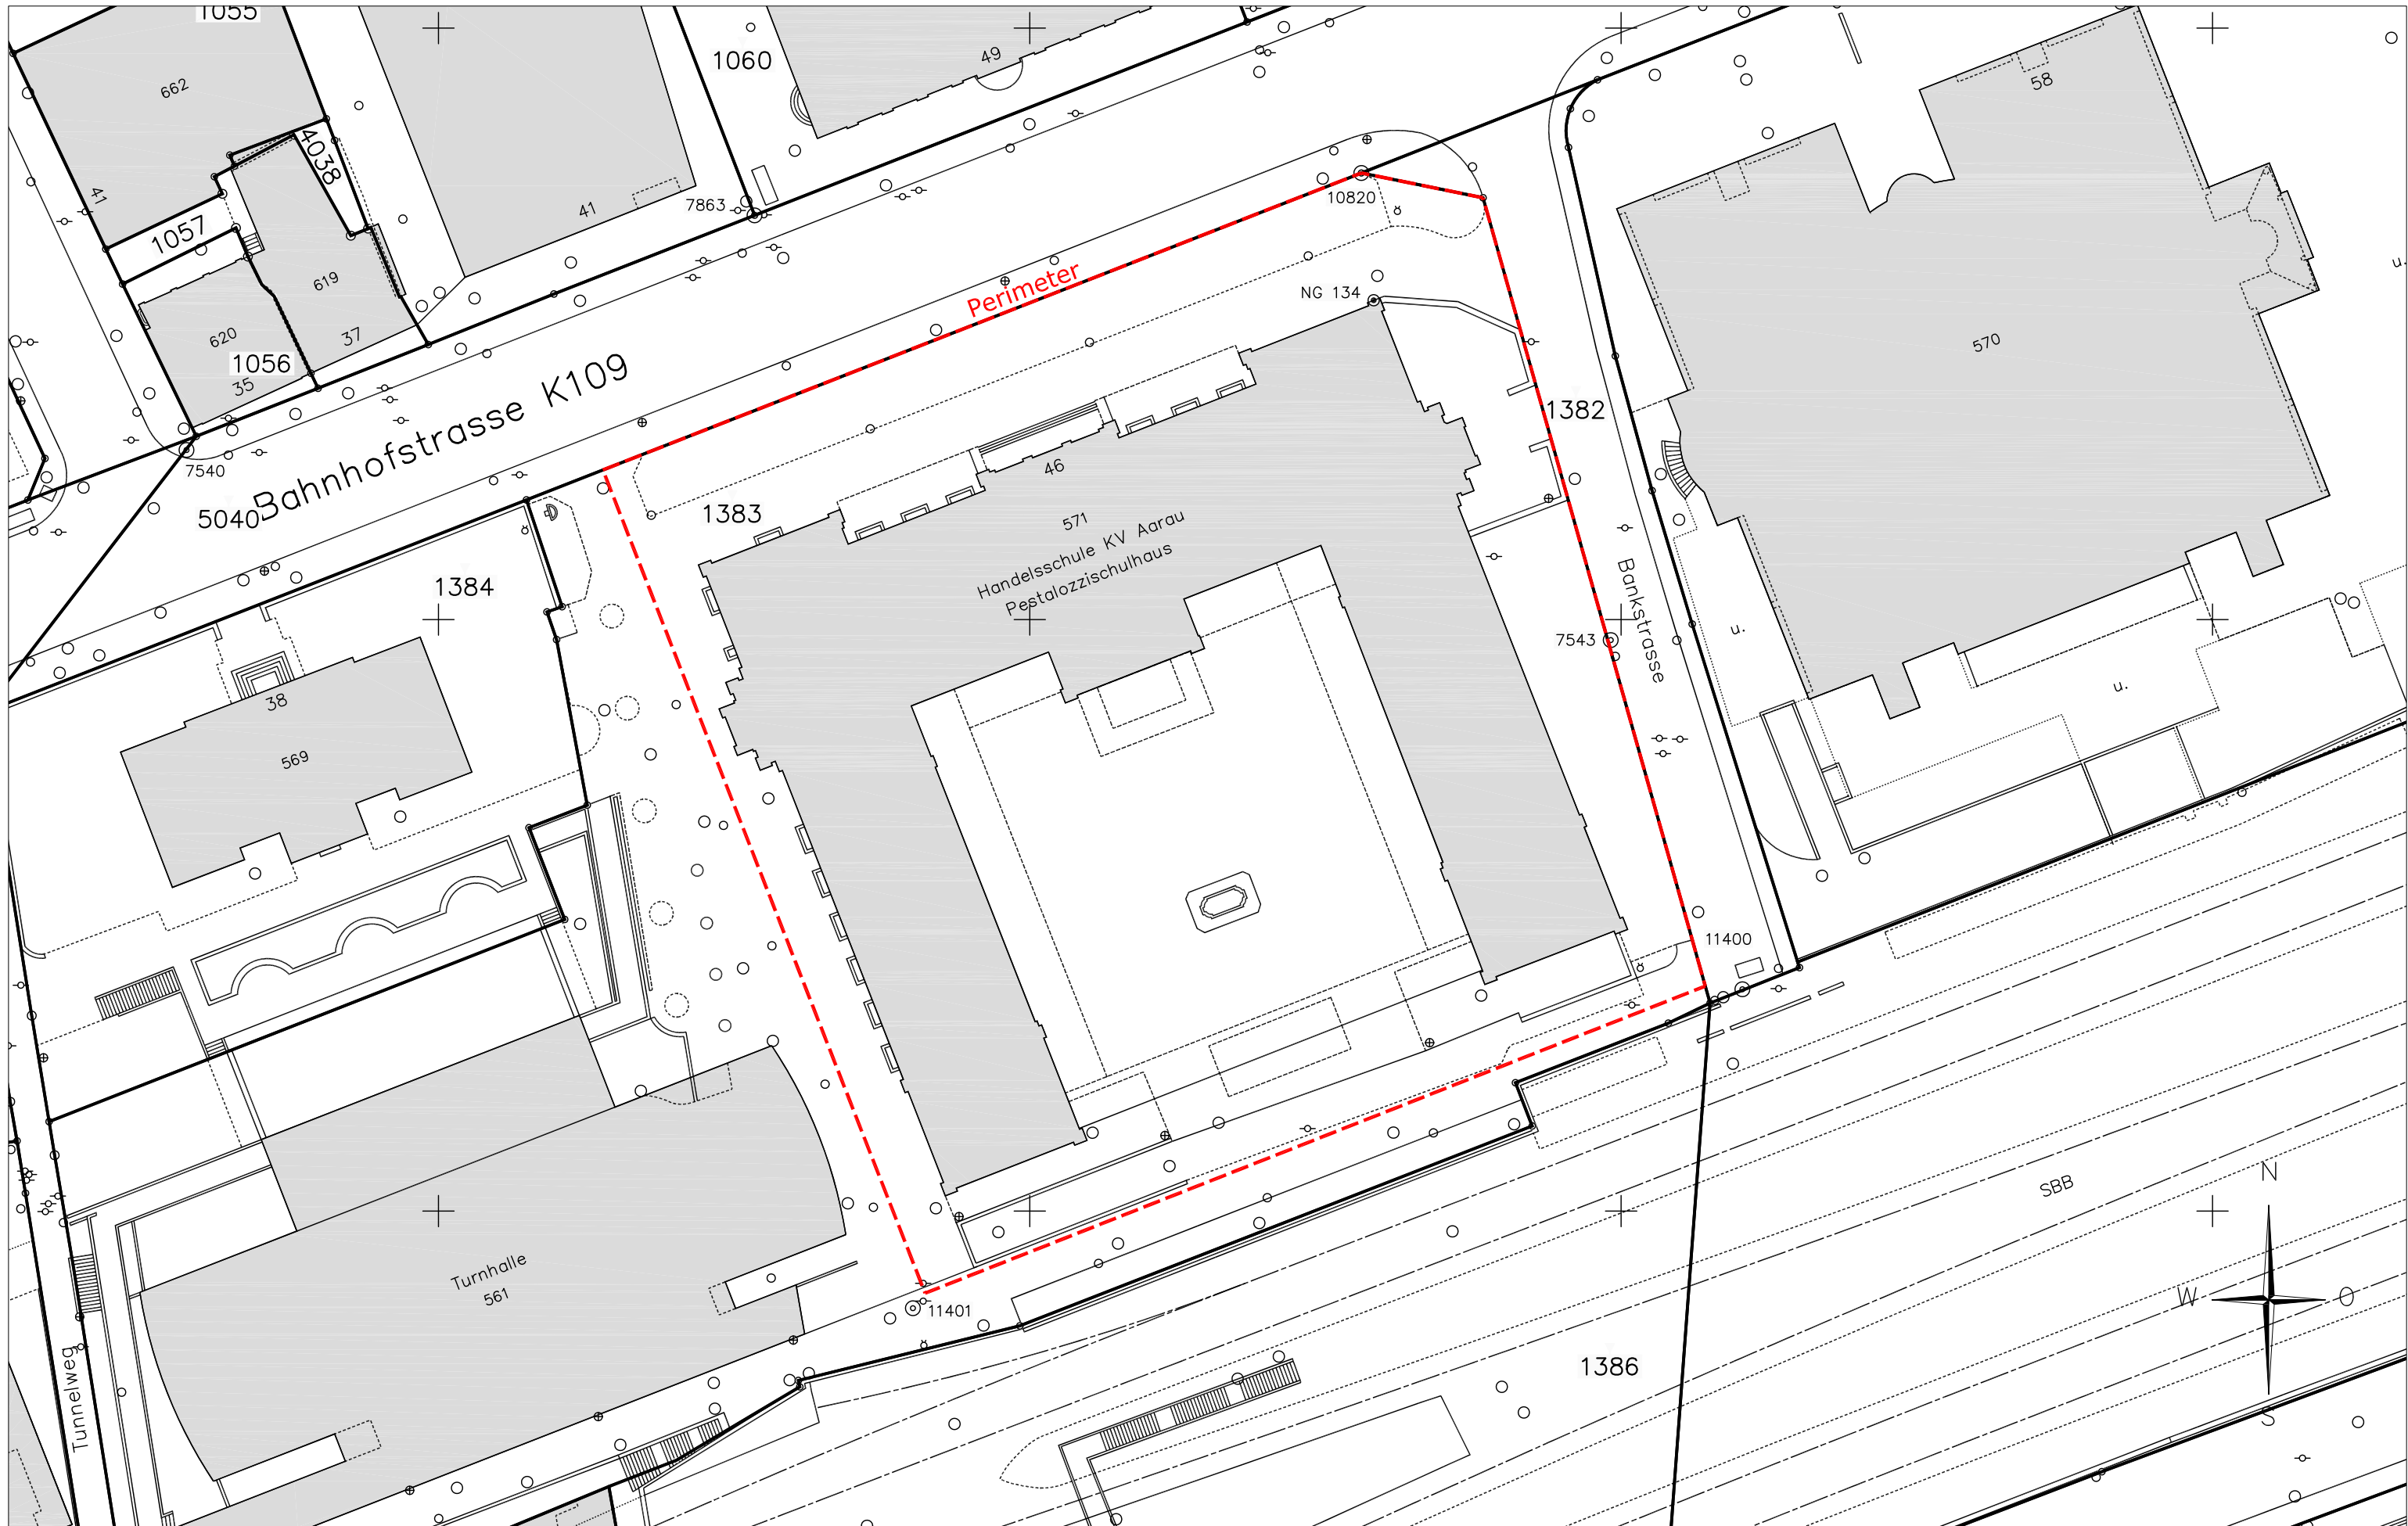 1055
662
4038
1060
49
58
41
1057
41
7863
10820
619
620
37
1056
35
Perimeter
NG 134
u.
570
Bahnhofstrasse K109
7540
5040
1382
46
1383
571
Handelsschule KV Aarau
Pestalozzischulhaus
1384
7543
Bankstrasse
u.
u.
38
569
11400
SBB
N
W
O
S
Turnhalle
561
11401
1386
Tunnelweg